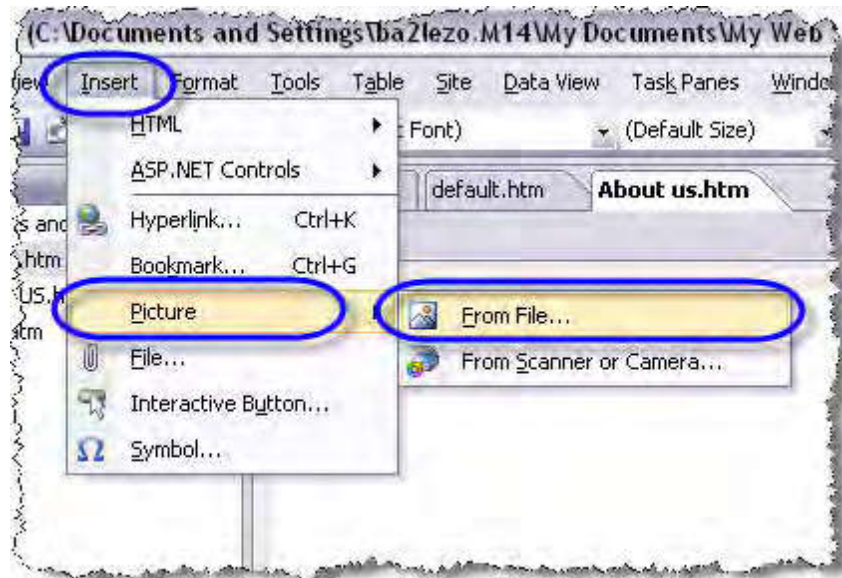 (C:\Documents and Settings\ba2lezo.M14\My Documents\My Web
Insert Format Tools Table Site Data View Task Panes
HTML Font) (Default Size)
ASP.NET Controls
default.htm About us.htm
Hyperlink... Ctrl+K
Bookmark... Ctrl+G
Picture From File...
File... From Scanner or Camera...
Interactive Button...
Symbol...